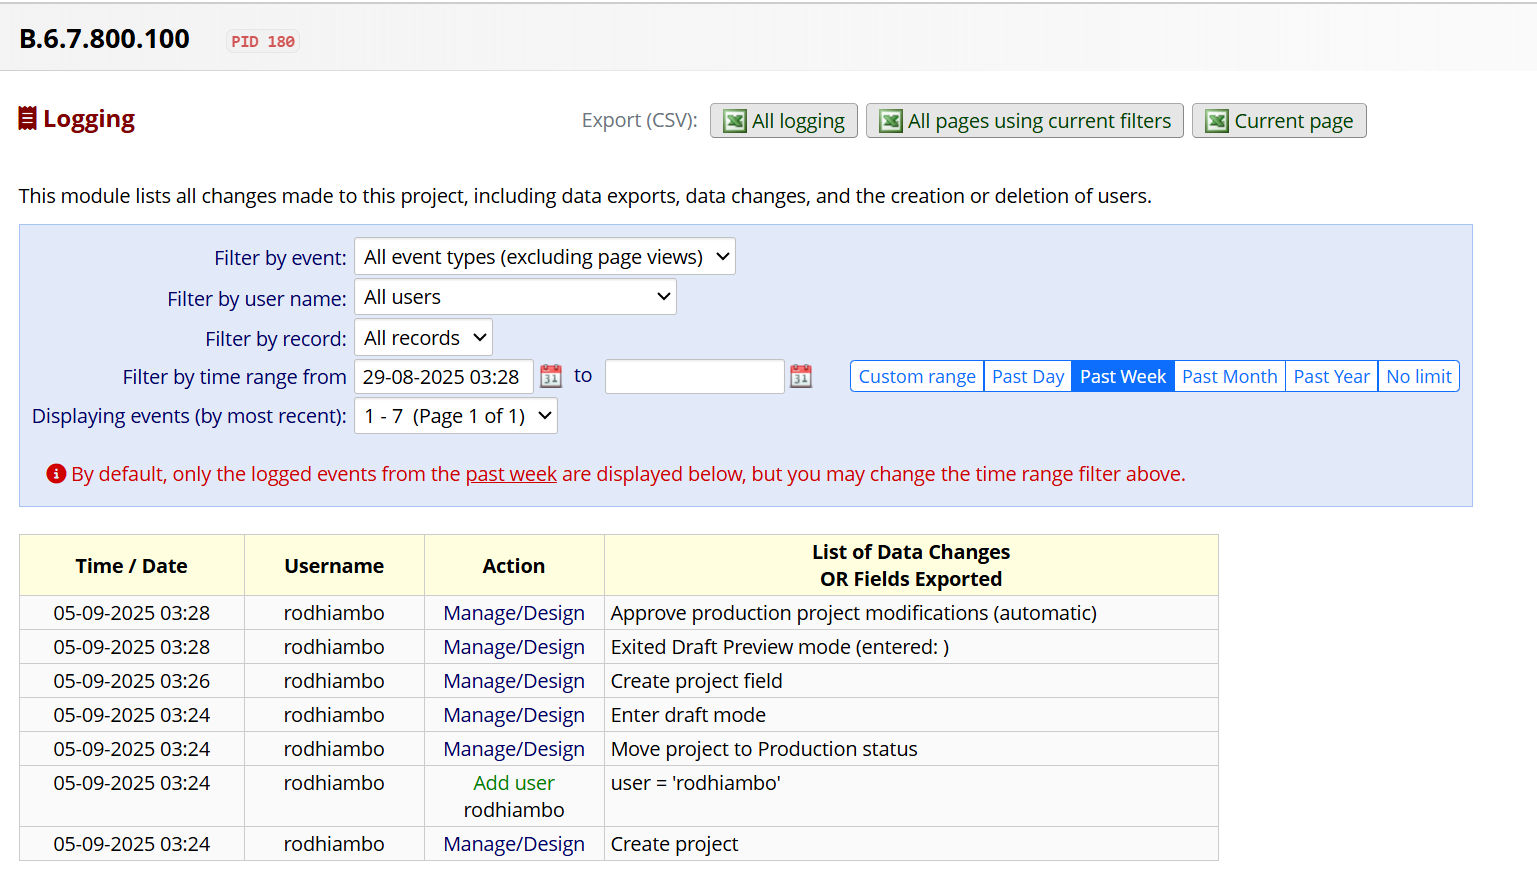 B.6.7.800.100 PID 180
Logging
Export (CSV): All logging All pages using current filters Current page
This module lists all changes made to this project, including data exports, data changes, and the creation or deletion of users.
Filter by event: All event types (excluding page views)
Filter by user name: All users
Filter by record: All records
Filter by time range from 29-08-2025 03:28 31 to 31 Custom range Past Day Past Week Past Month Past Year No limit
Displaying events (by most recent): 1 - 7 (Page 1 of 1)
By default, only the logged events from the past week are displayed below, but you may change the time range filter above.
Time / Date Username Action List of Data Changes
OR Fields Exported
05-09-2025 03:28 rodhiambo Manage/Design Approve production project modifications (automatic)
05-09-2025 03:28 rodhiambo Manage/Design Exited Draft Preview mode (entered: )
05-09-2025 03:26 rodhiambo Manage/Design Create project field
05-09-2025 03:24 rodhiambo Manage/Design Enter draft mode
05-09-2025 03:24 rodhiambo Manage/Design Move project to Production status
05-09-2025 03:24 rodhiambo Add user user = 'rodhiambo'
rodhiambo
05-09-2025 03:24 rodhiambo Manage/Design Create project